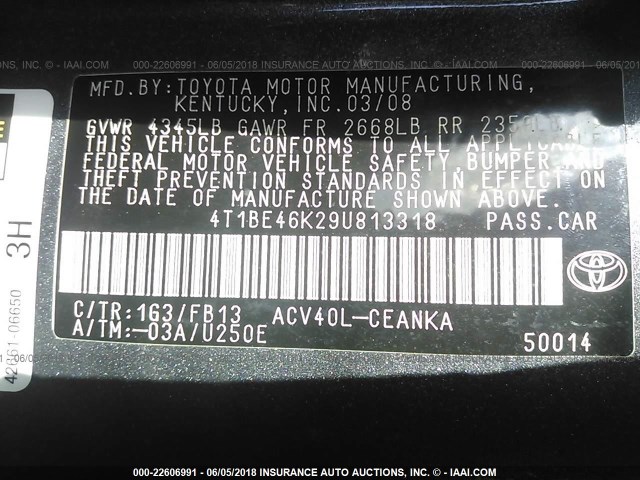 000-22606991 - 06/05/2018 INSURANCE AUTO AUCTIONS, INC. - © IAAI.COM
MFD.BY:TOYOTA MOTOR MANUFACTURING,
KENTUCKY,INC.03/08
GVWR 4345LB GAWR FR 2668LB RR
THIS VEHICLE CONFORMS TO ALL
FEDERAL MOTOR VEHICLE SAFETY, BUMPER AND
THEFT PREVENTION STANDARDS IN EFFECT ON
THE DATE OF MANUFACTURE SHOWN ABOVE.
4T1BE46K29U813318 PASS.CAR
C/TR:1G3/FB13 ACV40L-CEANKA
A/TM:-03A/U250E
50014
TOYOTA
3H
06650
000-22606991 - 06/05/2018 INSURANCE AUTO AUCTIONS, INC. - © IAAI.COM